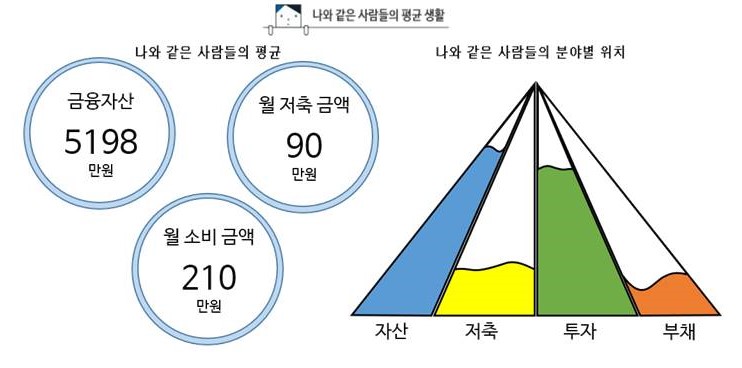 나와 같은 사람들의 평균 생활
나와 같은 사람들의 평균
금융자산
5198
만원
월 저축 금액
90
만원
월 소비 금액
210
만원
나와 같은 사람들의 분야별 위치
자산
저축
투자
부채